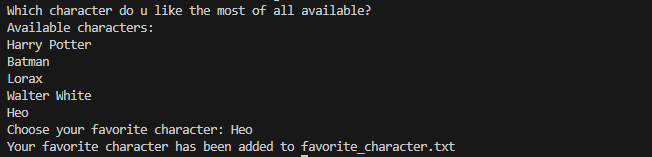 Which character do u like the most of all available?
Available characters:
Harry Potter
Batman
Lorax
Walter White
Heo
Choose your favorite character: Heo
Your favorite character has been added to favorite_character.txt